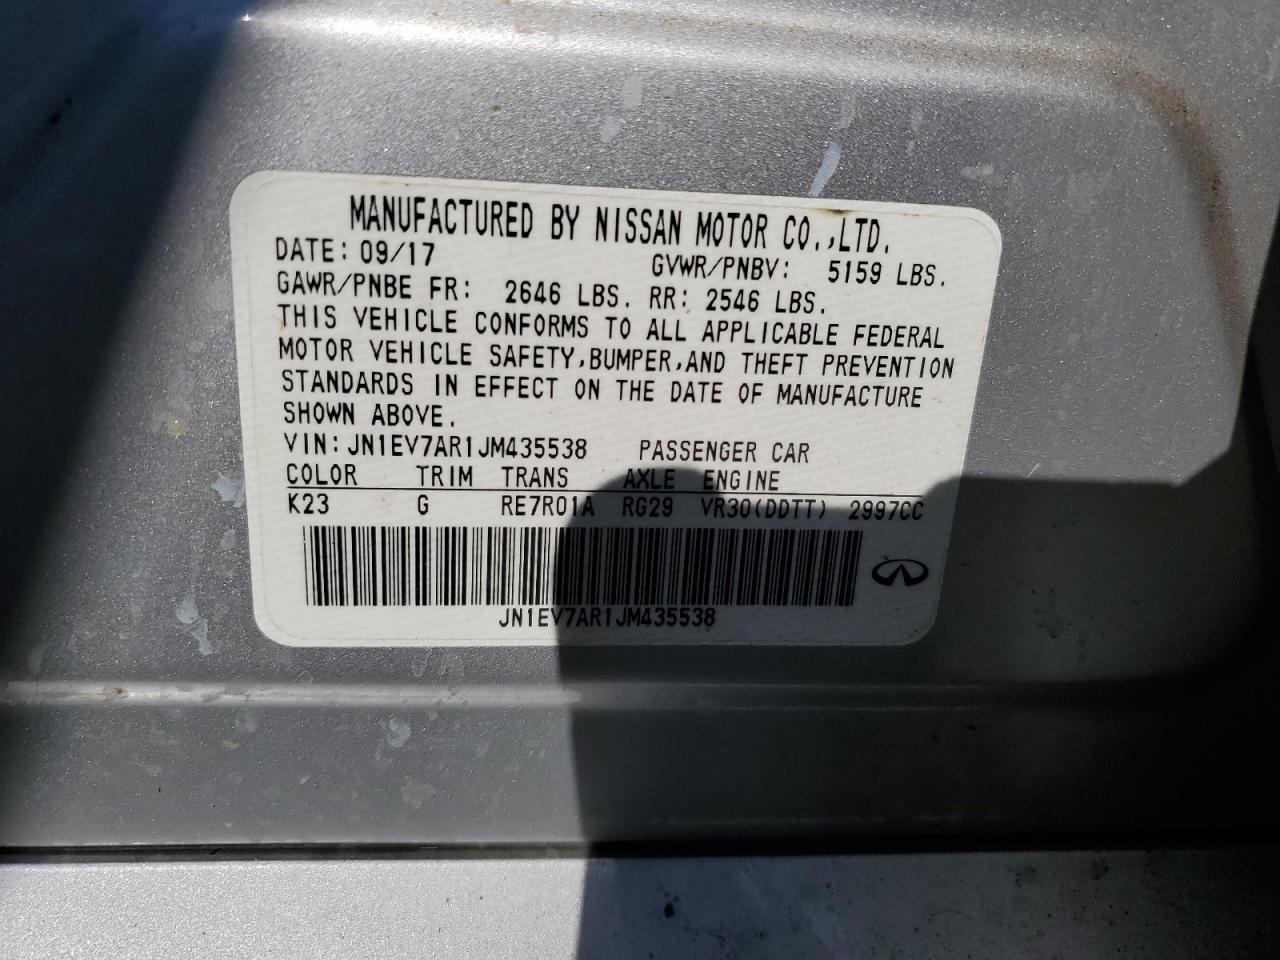 MANUFACTURED BY NISSAN MOTOR CO.,LTD.
DATE: 09/17 GVWR/PNBV: 5159 LBS.
GAWR/PNBE FR: 2646 LBS. RR: 2546 LBS.
THIS VEHICLE CONFORMS TO ALL APPLICABLE FEDERAL
MOTOR VEHICLE SAFETY,BUMPER,AND THEFT PREVENTION
STANDARDS IN EFFECT ON THE DATE OF MANUFACTURE
SHOWN ABOVE.
VIN: JN1EV7AR1JM435538 PASSENGER CAR
COLOR TRIM TRANS AXLE ENGINE
K23 G RE7R01A RG29 VR30(DDTT) 2997CC
JN1EV7AR1JM435538